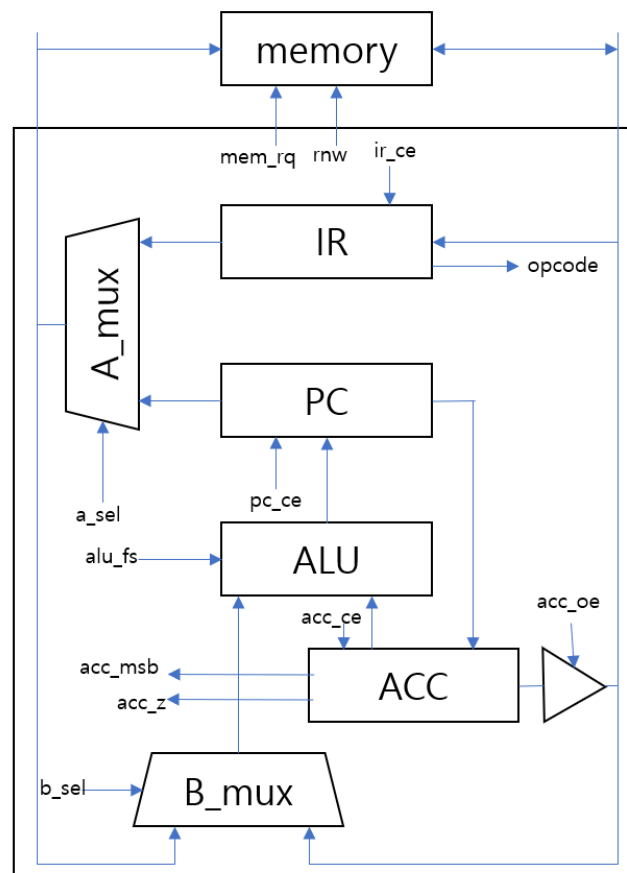 memory
mem_rq
rnw
ir_ce
IR
opcode
A_mux
PC
pc_ce
a_sel
alu_fs
ALU
acc_ce
acc_oe
acc_msb
acc_z
ACC
b_sel
B_mux